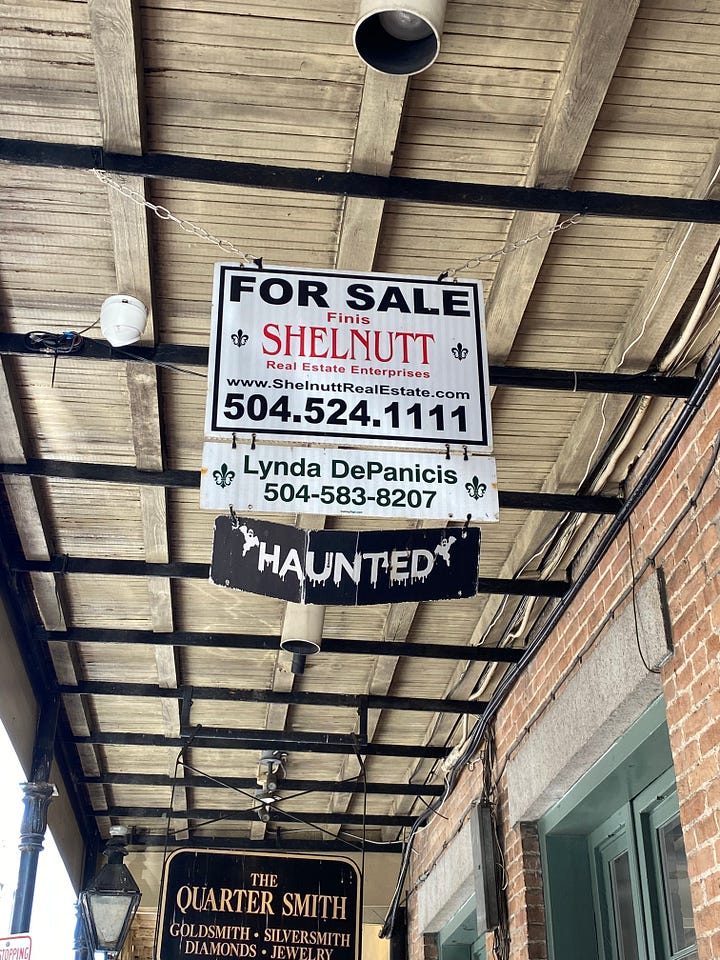 FOR SALE
Finis
SHELNUTT
Real Estate Enterprises
www.ShelnuttRealEstate.com
504.524.1111
Lynda DePanicis
504-583-8207
HAUNTED
THE
QUARTER SMITH
GOLDSMITH • SILVERSMITH
DIAMONDS • JEWELRY